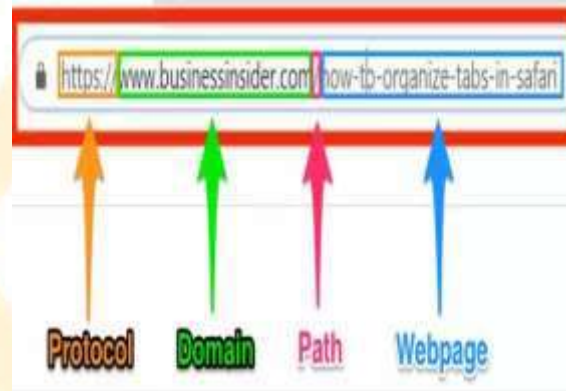 https://www.businessinsider.com/how-to-organize-tabs-in-safari
Protocol Domain Path Webpage